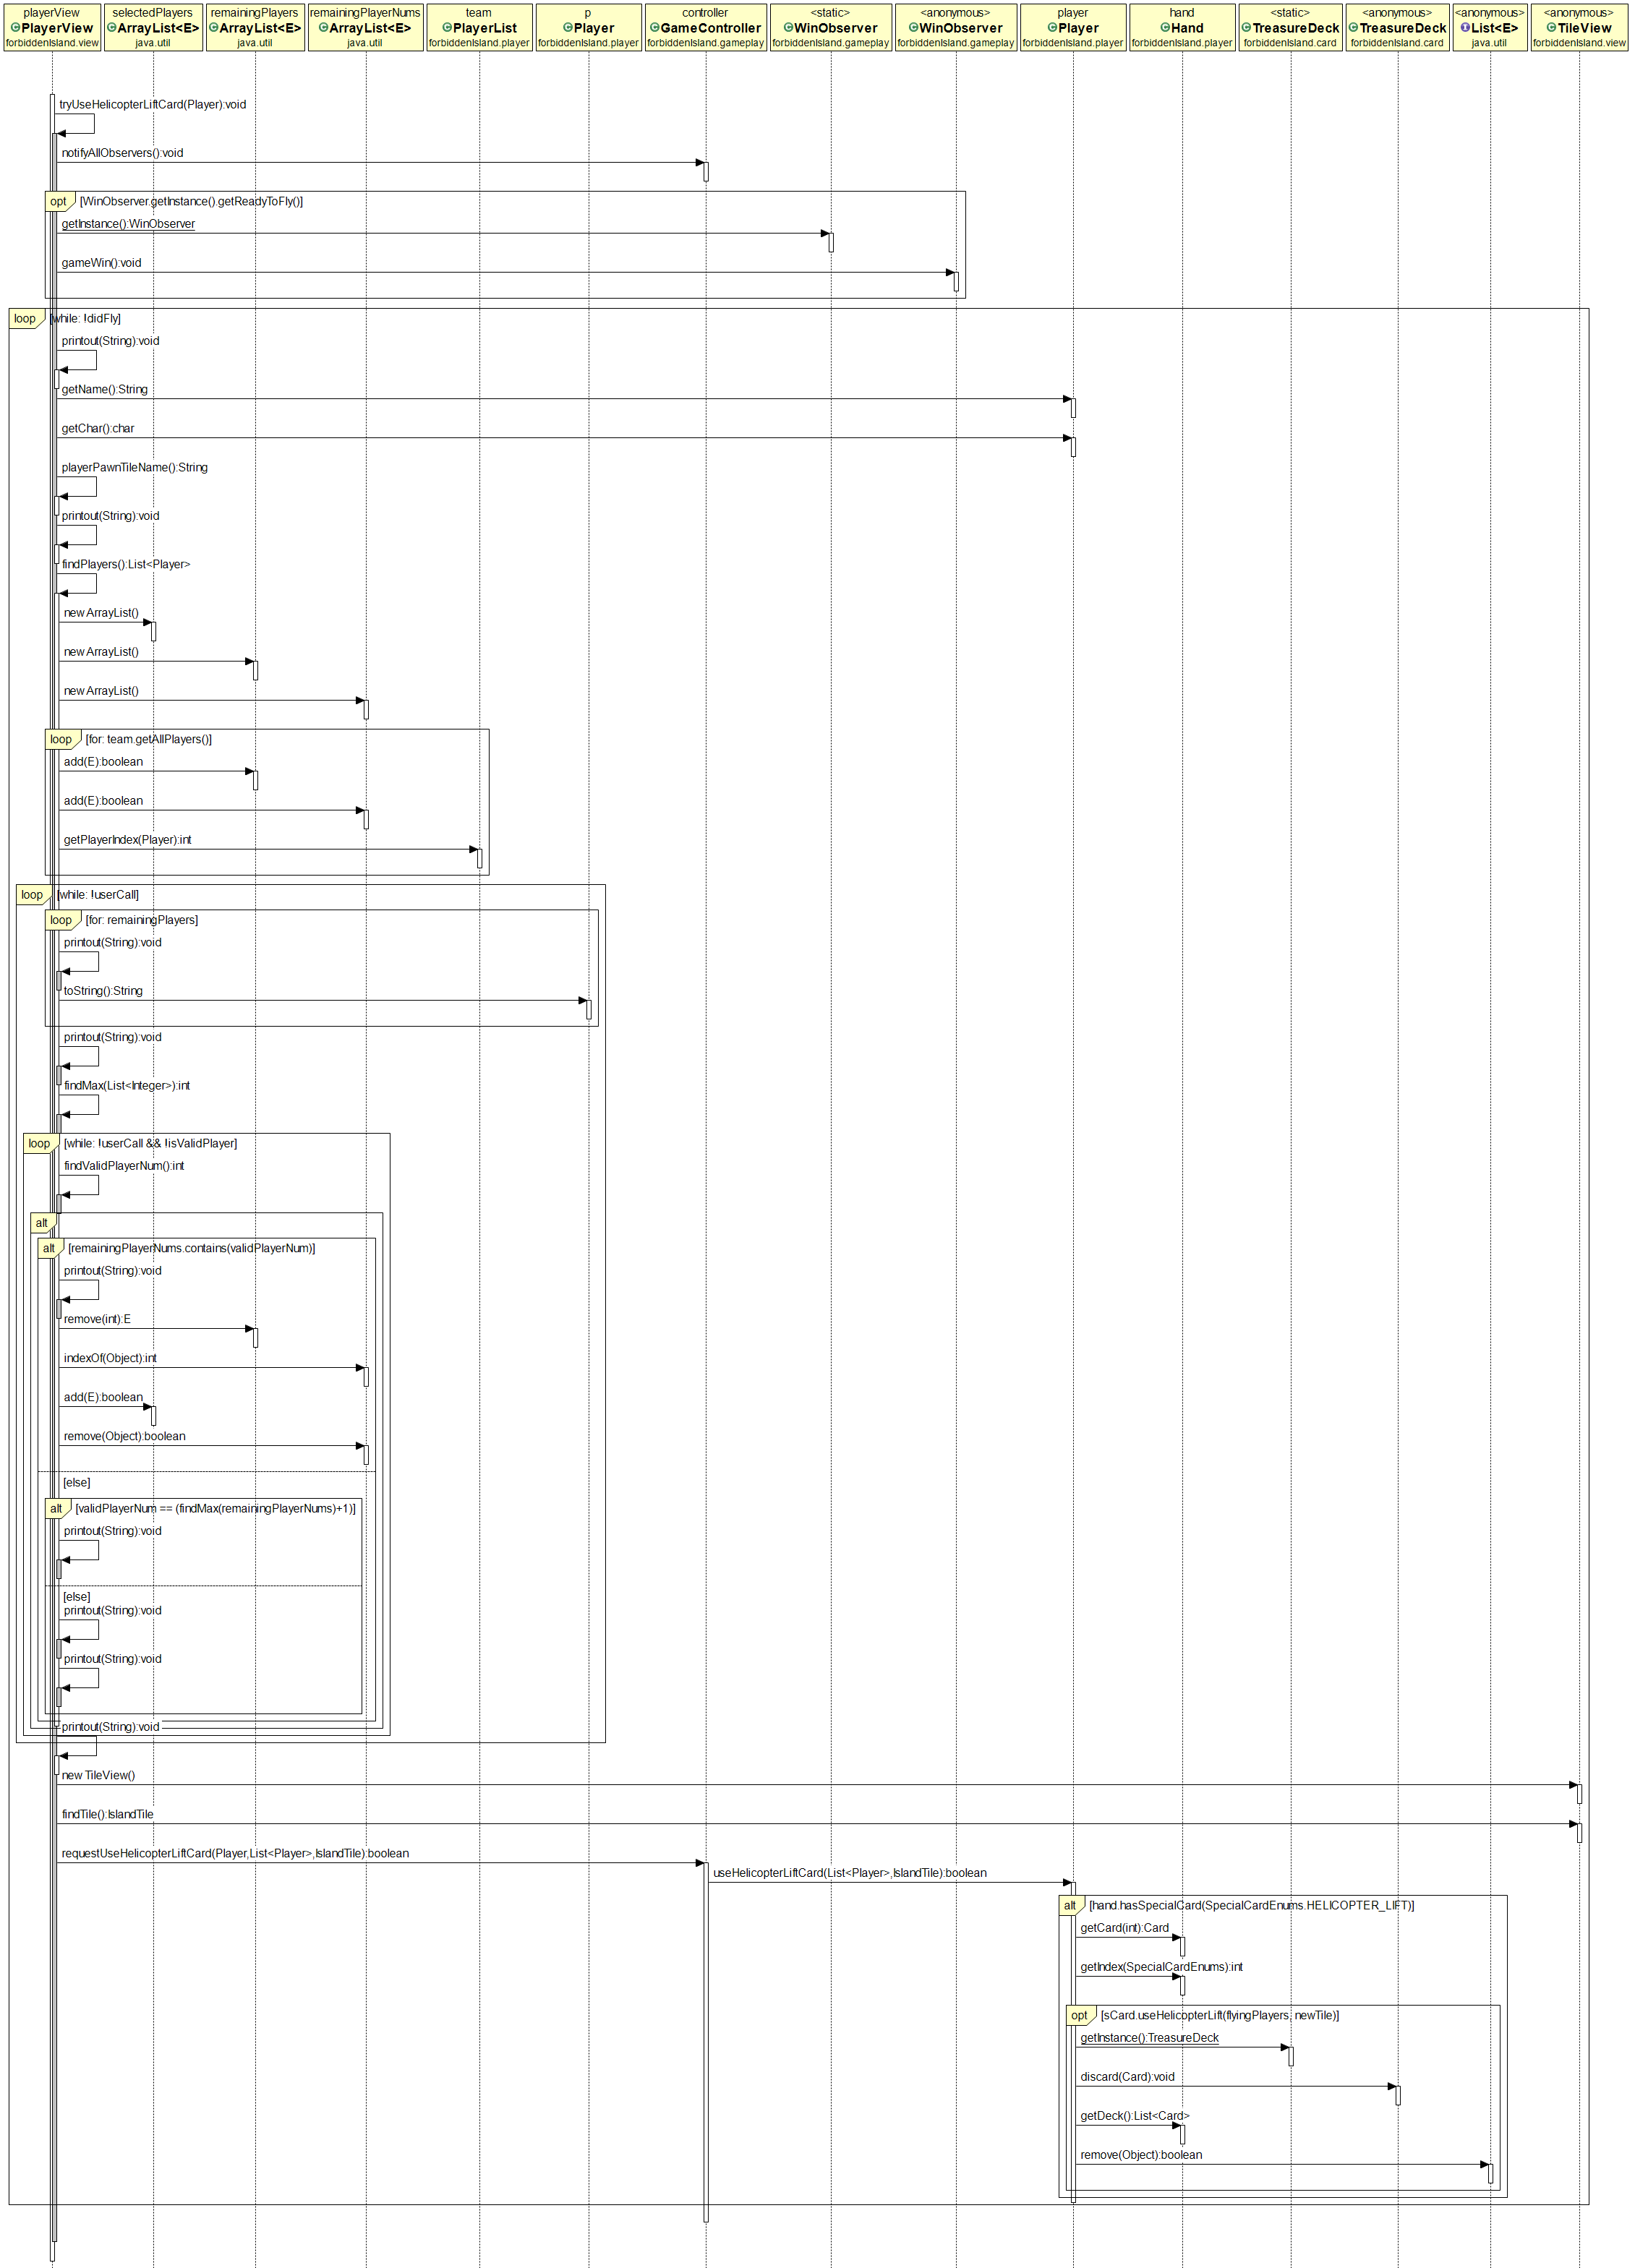 playerView
PlayerView
forbiddenIsland.view
selectedPlayers
ArrayList<E>
java.util
remainingPlayers
ArrayList<E>
java.util
remainingPlayerNums
ArrayList<E>
java.util
team
PlayerList
forbiddenIsland.player
p
Player
forbiddenIsland.player
controller
GameController
forbiddenIsland.gameplay
<static>
WinObserver
forbiddenIsland.gameplay
<anonymous>
WinObserver
forbiddenIsland.gameplay
player
Player
forbiddenIsland.player
hand
Hand
forbiddenIsland.player
<static>
TreasureDeck
forbiddenIsland.card
<anonymous>
TreasureDeck
forbiddenIsland.card
<anonymous>
List<E>
java.util
<anonymous>
TileView
forbiddenIsland.view
tryUseHelicopterLiftCard(Player):void
notifyAllObservers():void
opt [WinObserver.getInstance().getReadyToFly()]
getInstance():WinObserver
gameWin():void
loop [while: !didFly]
printout(String):void
getName():String
getChar():char
playerPawnTileName():String
printout(String):void
findPlayers():List<Player>
new ArrayList()
new ArrayList()
new ArrayList()
loop [for: team.getAllPlayers()]
add(E):boolean
add(E):boolean
getPlayerIndex(Player):int
loop [while: !userCall]
loop [for: remainingPlayers]
printout(String):void
toString():String
printout(String):void
findMax(List<Integer>):int
loop [while: !userCall && !isValidPlayer]
findValidPlayerNum():int
alt
alt [remainingPlayerNums.contains(validPlayerNum)]
printout(String):void
remove(int):E
indexOf(Object):int
add(E):boolean
remove(Object):boolean
[else]
alt [validPlayerNum == (findMax(remainingPlayerNums)+1)]
printout(String):void
[else]
printout(String):void
printout(String):void
printout(String):void
new TileView()
findTile():IslandTile
requestUseHelicopterLiftCard(Player,List<Player>,IslandTile):boolean
useHelicopterLiftCard(List<Player>,IslandTile):boolean
alt [hand.hasSpecialCard(SpecialCardEnums.HELICOPTER_LIFT)]
getCard(int):Card
getIndex(SpecialCardEnums):int
opt [sCard.useHelicopterLift(flyingPlayers, newTile)]
getInstance():TreasureDeck
discard(Card):void
getDeck():List<Card>
remove(Object):boolean